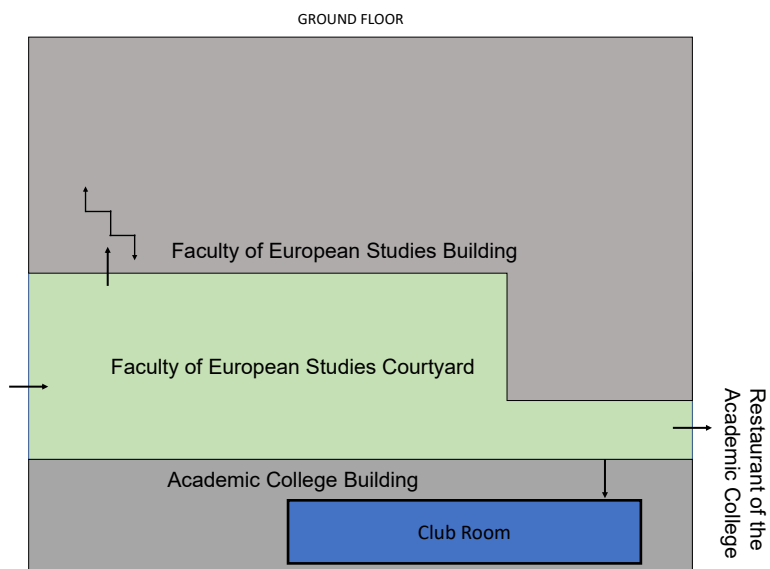 GROUND FLOOR
Faculty of European Studies Building
Faculty of European Studies Courtyard
Restaurant of the
Academic College
Academic College Building
Club Room